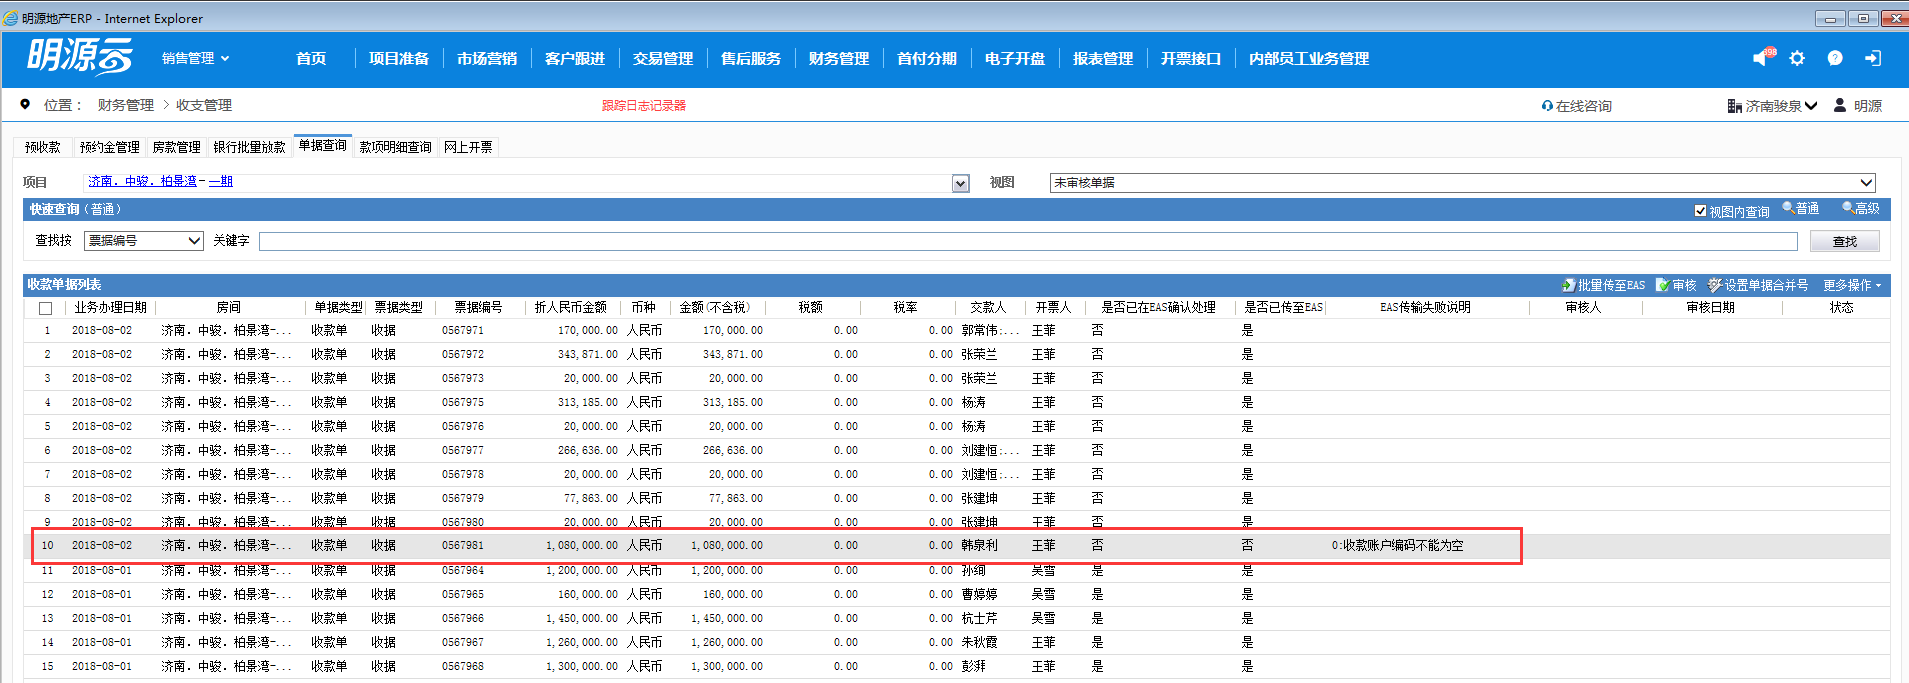 明源地产ERP - Internet Explorer
明源云 销售管理 首页 项目准备 市场营销 客户跟进 交易管理 售后服务 财务管理 首付分期 电子开盘 报表管理 开票接口 内部员工业务管理 398
位置： 财务管理 > 收支管理 跟踪日志记录器 在线咨询 济南骏泉 明源
预收款 预约金管理 房款管理 银行批量放款 单据查询 款项明细查询 网上开票
项目 济南．中骏．柏景湾-一期 视图 未审核单据
快速查询（普通） 视图内查询 普通 高级
查找按 票据编号 关键字 查找
收款单据列表 批量传至EAS 审核 设置单据合并号 更多操作
业务办理日期 房间 单据类型 票据类型 票据编号 折人民币金额 币种 金额(不含税) 税额 税率 交款人 开票人 是否已在EAS确认处理 是否已传至EAS EAS传输失败说明 审核人 审核日期 状态
1 2018-08-02 济南．中骏．柏景湾-... 收款单 收据 0567971 170,000.00 人民币 170,000.00 0.00 0.00 郭常伟;... 王菲 否 是
2 2018-08-02 济南．中骏．柏景湾-... 收款单 收据 0567972 343,871.00 人民币 343,871.00 0.00 0.00 张荣兰 王菲 否 是
3 2018-08-02 济南．中骏．柏景湾-... 收款单 收据 0567973 20,000.00 人民币 20,000.00 0.00 0.00 张荣兰 王菲 否 是
4 2018-08-02 济南．中骏．柏景湾-... 收款单 收据 0567975 313,185.00 人民币 313,185.00 0.00 0.00 杨涛 王菲 否 是
5 2018-08-02 济南．中骏．柏景湾-... 收款单 收据 0567976 20,000.00 人民币 20,000.00 0.00 0.00 杨涛 王菲 否 是
6 2018-08-02 济南．中骏．柏景湾-... 收款单 收据 0567977 266,636.00 人民币 266,636.00 0.00 0.00 刘建恒;... 王菲 否 是
7 2018-08-02 济南．中骏．柏景湾-... 收款单 收据 0567978 20,000.00 人民币 20,000.00 0.00 0.00 刘建恒;... 王菲 否 是
8 2018-08-02 济南．中骏．柏景湾-... 收款单 收据 0567979 77,863.00 人民币 77,863.00 0.00 0.00 张建坤 王菲 否 是
9 2018-08-02 济南．中骏．柏景湾-... 收款单 收据 0567980 20,000.00 人民币 20,000.00 0.00 0.00 张建坤 王菲 否 是
10 2018-08-02 济南．中骏．柏景湾-... 收款单 收据 0567981 1,080,000.00 人民币 1,080,000.00 0.00 0.00 韩泉利 王菲 否 否 0:收款账户编码不能为空
11 2018-08-01 济南．中骏．柏景湾-... 收款单 收据 0567964 1,200,000.00 人民币 1,200,000.00 0.00 0.00 孙绚 吴雪 是 是
12 2018-08-01 济南．中骏．柏景湾-... 收款单 收据 0567965 160,000.00 人民币 160,000.00 0.00 0.00 曹婷婷 吴雪 是 是
13 2018-08-01 济南．中骏．柏景湾-... 收款单 收据 0567966 1,450,000.00 人民币 1,450,000.00 0.00 0.00 杭士芹 吴雪 是 是
14 2018-08-01 济南．中骏．柏景湾-... 收款单 收据 0567967 1,260,000.00 人民币 1,260,000.00 0.00 0.00 朱秋霞 王菲 是 是
15 2018-08-01 济南．中骏．柏景湾-... 收款单 收据 0567968 1,300,000.00 人民币 1,300,000.00 0.00 0.00 彭湃 王菲 是 是